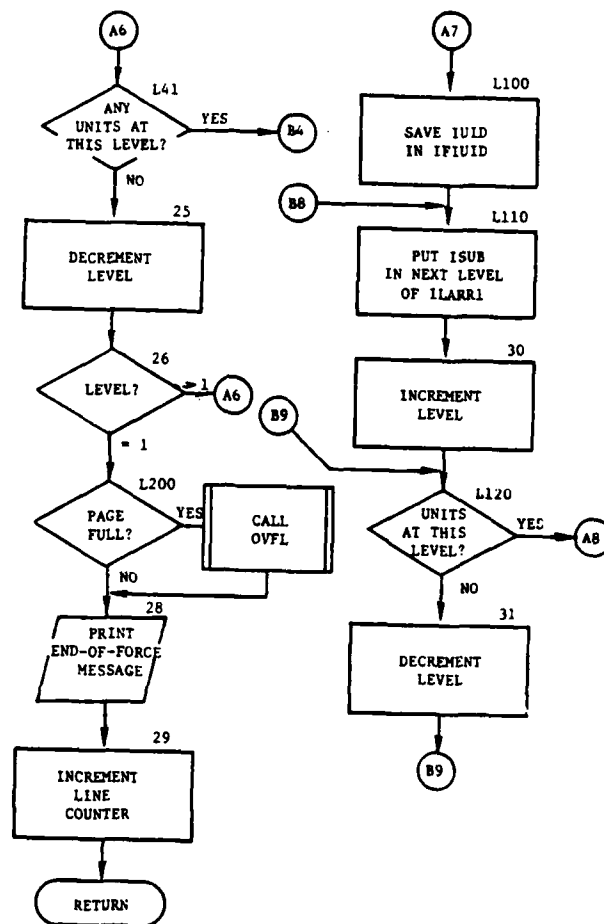 A6
L41
ANY
UNITS AT
THIS LEVEL?
YES
B4
NO
25
DECREMENT
LEVEL
26
LEVEL?
> 1
A6
= 1
L200
PAGE
FULL?
YES
CALL
OVFL
NO
28
PRINT
END-OF-FORCE
MESSAGE
29
INCREMENT
LINE
COUNTER
RETURN
A7
L100
SAVE IUID
IN IFIUID
B8
L110
PUT ISUB
IN NEXT LEVEL
OF ILARR1
30
INCREMENT
LEVEL
B9
L120
UNITS
AT THIS
LEVEL?
YES
A8
NO
31
DECREMENT
LEVEL
B9